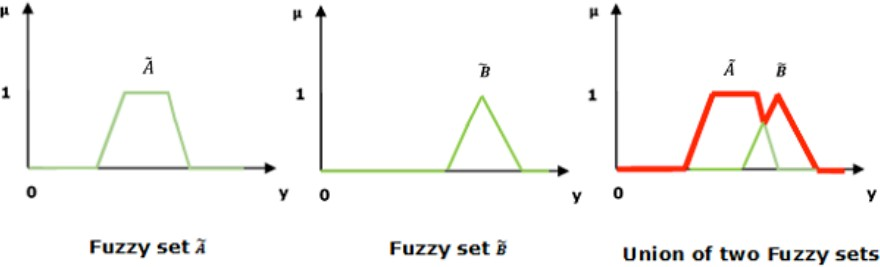 μ
Ã
1
0
y
Fuzzy set Ã
μ
B̃
1
0
y
Fuzzy set B̃
μ
Ã B̃
1
0
y
Union of two Fuzzy sets